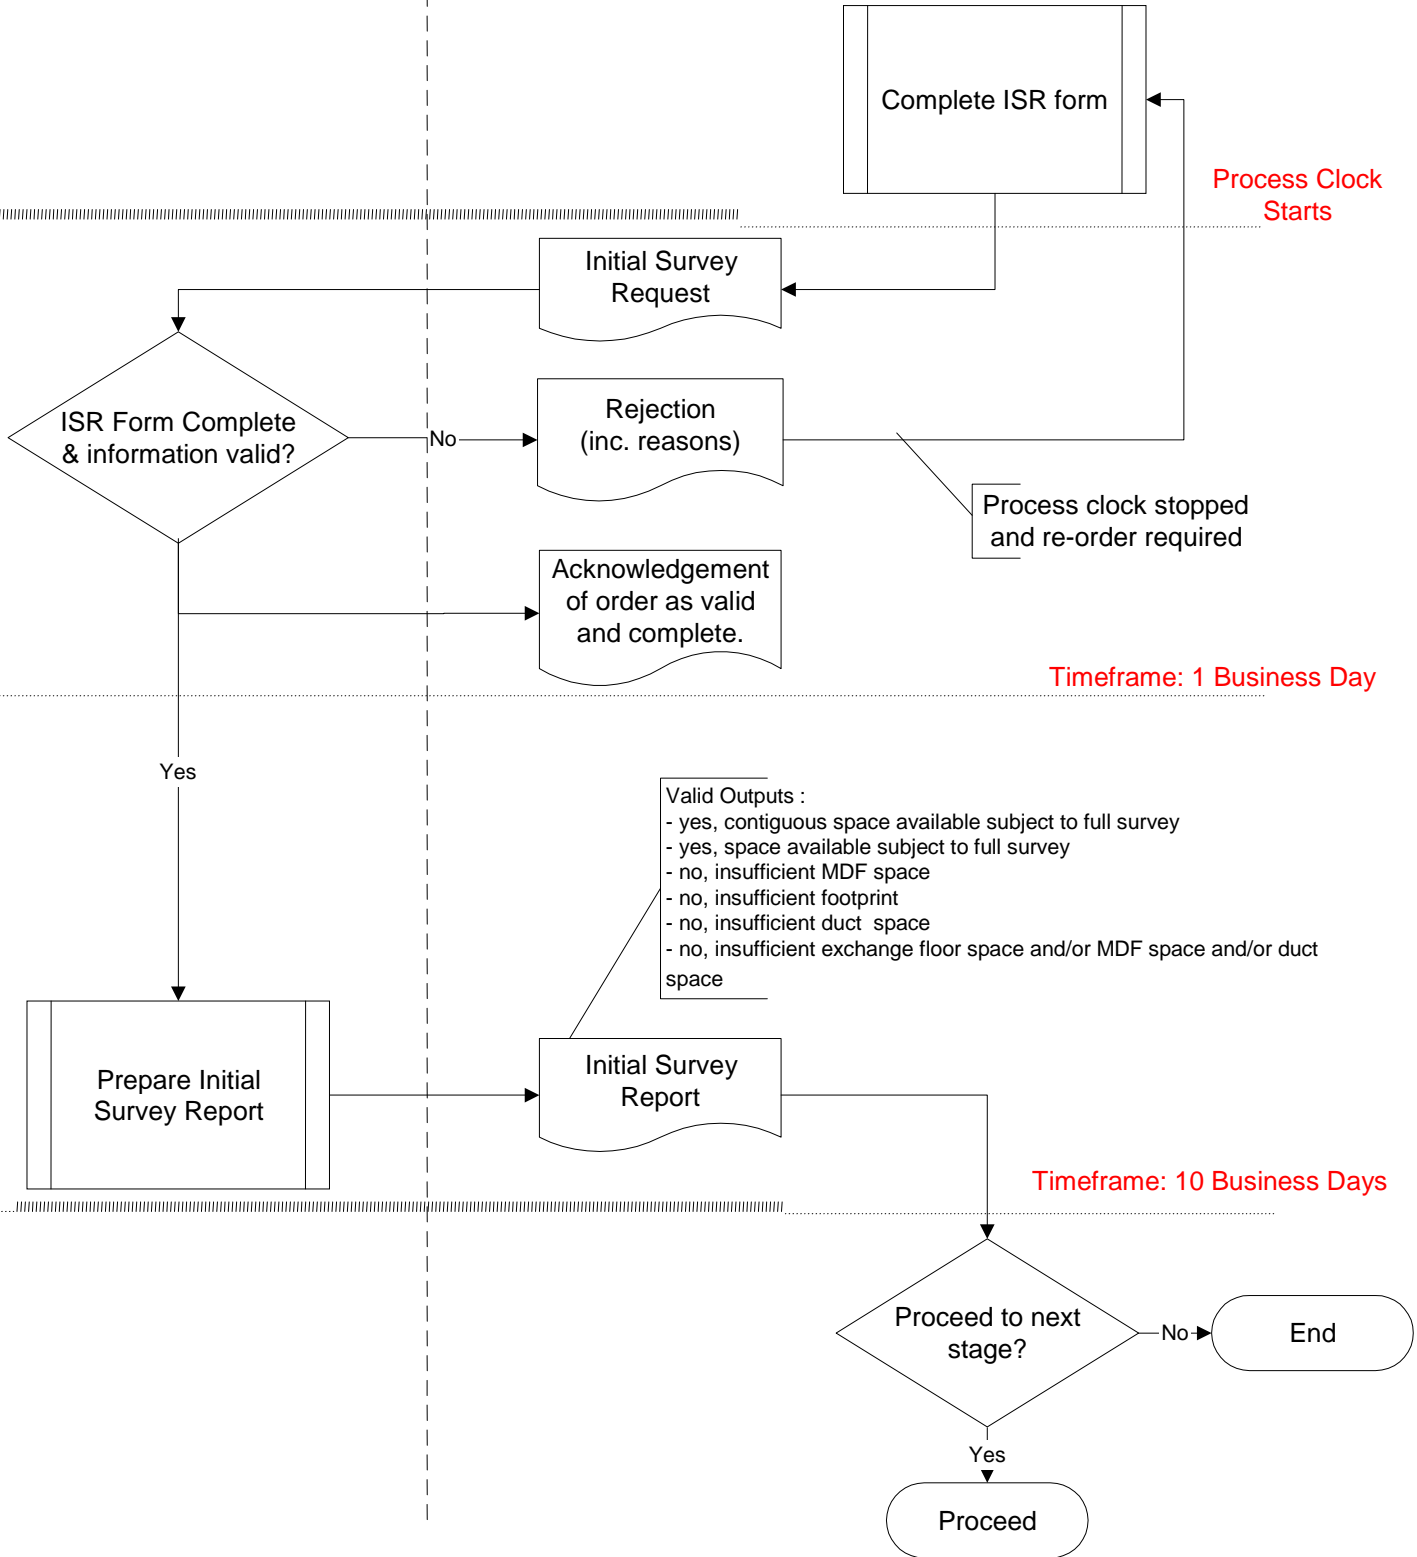 Complete ISR form
Process Clock
Starts
Initial Survey
Request
ISR Form Complete
& information valid?
No
Rejection
(inc. reasons)
Process clock stopped
and re-order required
Acknowledgement
of order as valid
and complete.
Timeframe: 1 Business Day
Yes
Valid Outputs :
- yes, contiguous space available subject to full survey
- yes, space available subject to full survey
- no, insufficient MDF space
- no, insufficient footprint
- no, insufficient duct  space
- no, insufficient exchange floor space and/or MDF space and/or duct
space
Prepare Initial
Survey Report
Initial Survey
Report
Timeframe: 10 Business Days
Proceed to next
stage?
No
End
Yes
Proceed